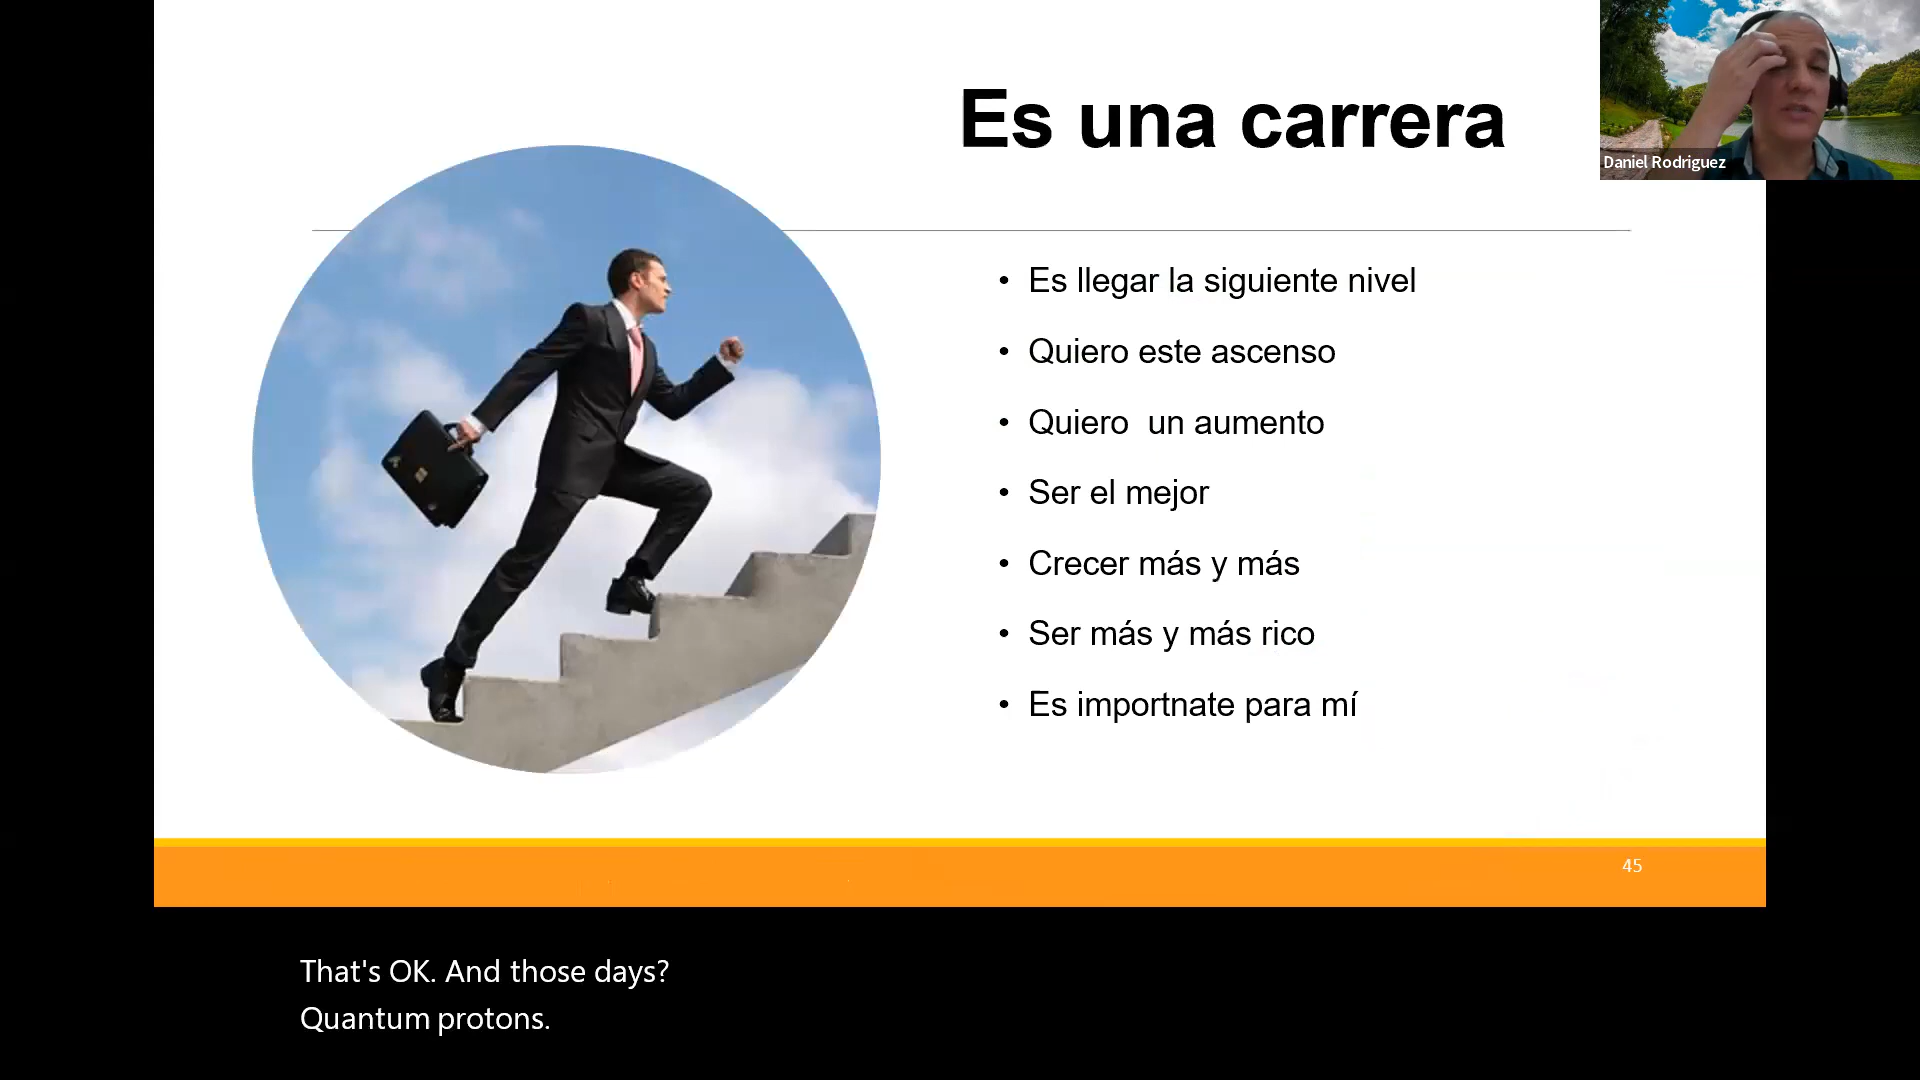 Es una carrera
Daniel Rodriguez
• Es llegar la siguiente nivel
• Quiero este ascenso
• Quiero  un aumento
• Ser el mejor
• Crecer más y más
• Ser más y más rico
• Es importnate para mí
45
That's OK. And those days?
Quantum protons.